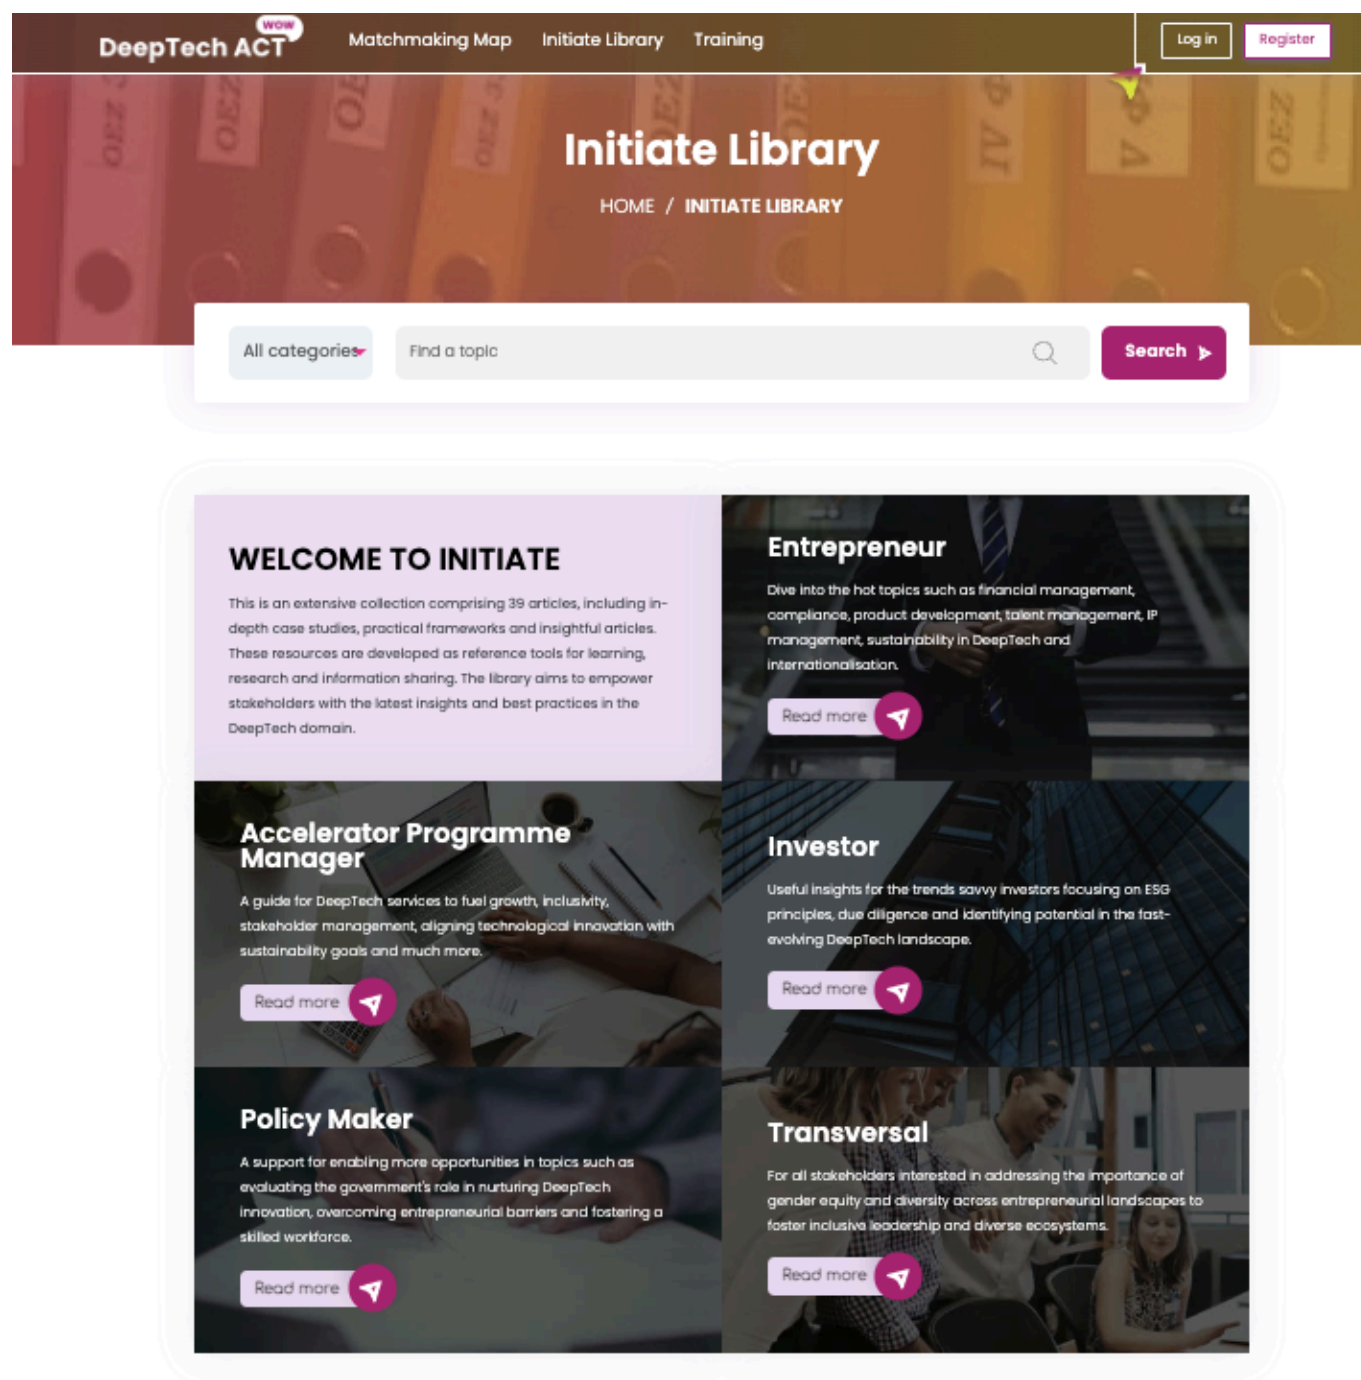 WOW
DeepTech ACT
Matchmaking Map
Initiate Library
Training
Log in
Register
OEZ
OEZ
OE
OEZ
OEZ
OE
IV Ф
V Ф
OEZ
Initiate Library
HOME / INITIATE LIBRARY
All categories
Find a topic
Search
WELCOME TO INITIATE
This is an extensive collection comprising 39 articles, including in-
depth case studies, practical frameworks and insightful articles.
These resources are developed as reference tools for learning,
research and information sharing. The library aims to empower
stakeholders with the latest insights and best practices in the
DeepTech domain.
Entrepreneur
Dive into the hot topics such as financial management,
compliance, product development, talent management, IP
management, sustainability in DeepTech and
internationalisation.
Read more
Accelerator Programme
Manager
A guide for DeepTech services to fuel growth, inclusivity,
stakeholder management, aligning technological innovation with
sustainability goals and much more.
Read more
Investor
Useful insights for the trends savvy investors focusing on ESG
principles, due diligence and identifying potential in the fast-
evolving DeepTech landscape.
Read more
Policy Maker
A support for enabling more opportunities in topics such as
evaluating the government's role in nurturing DeepTech
innovation, overcoming entrepreneurial barriers and fostering a
skilled workforce.
Read more
Transversal
For all stakeholders interested in addressing the importance of
gender equity and diversity across entrepreneurial landscapes to
foster inclusive leadership and diverse ecosystems.
Read more